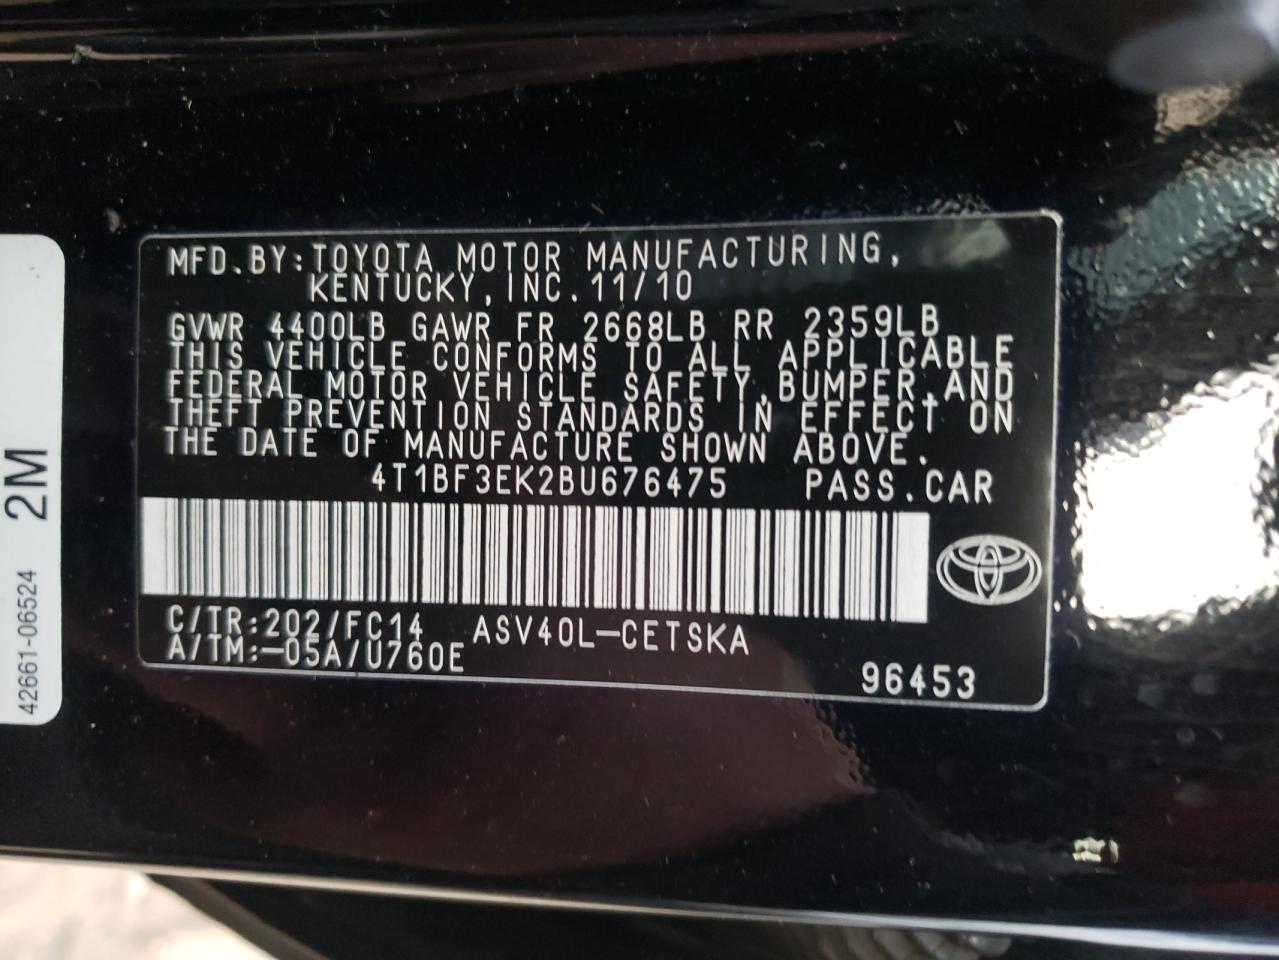 MFD.BY:TOYOTA MOTOR MANUFACTURING,
KENTUCKY,INC.11/10
GVWR 4400LB GAWR FR 2668LB RR 2359LB
THIS VEHICLE CONFORMS TO ALL APPLICABLE
FEDERAL MOTOR VEHICLE SAFETY,BUMPER,AND
THEFT PREVENTION STANDARDS IN EFFECT ON
THE DATE OF MANUFACTURE SHOWN ABOVE.
4T1BF3EK2BU676475 PASS.CAR
C/TR:202/FC14 ASV40L-CETSKA
A/TM:-05A/U760E
96453
42661-06524 2M